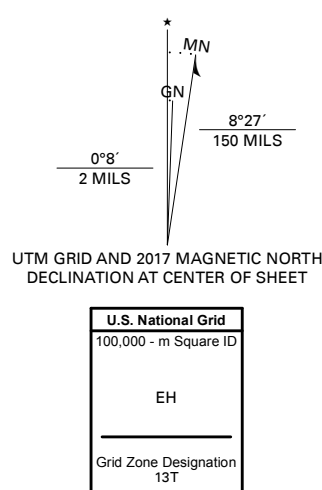 ★
MN
GN
8°27´
150 MILS
0°8´
2 MILS
UTM GRID AND 2017 MAGNETIC NORTH
DECLINATION AT CENTER OF SHEET
U.S. National Grid
100,000 - m Square ID
EH
Grid Zone Designation
13T